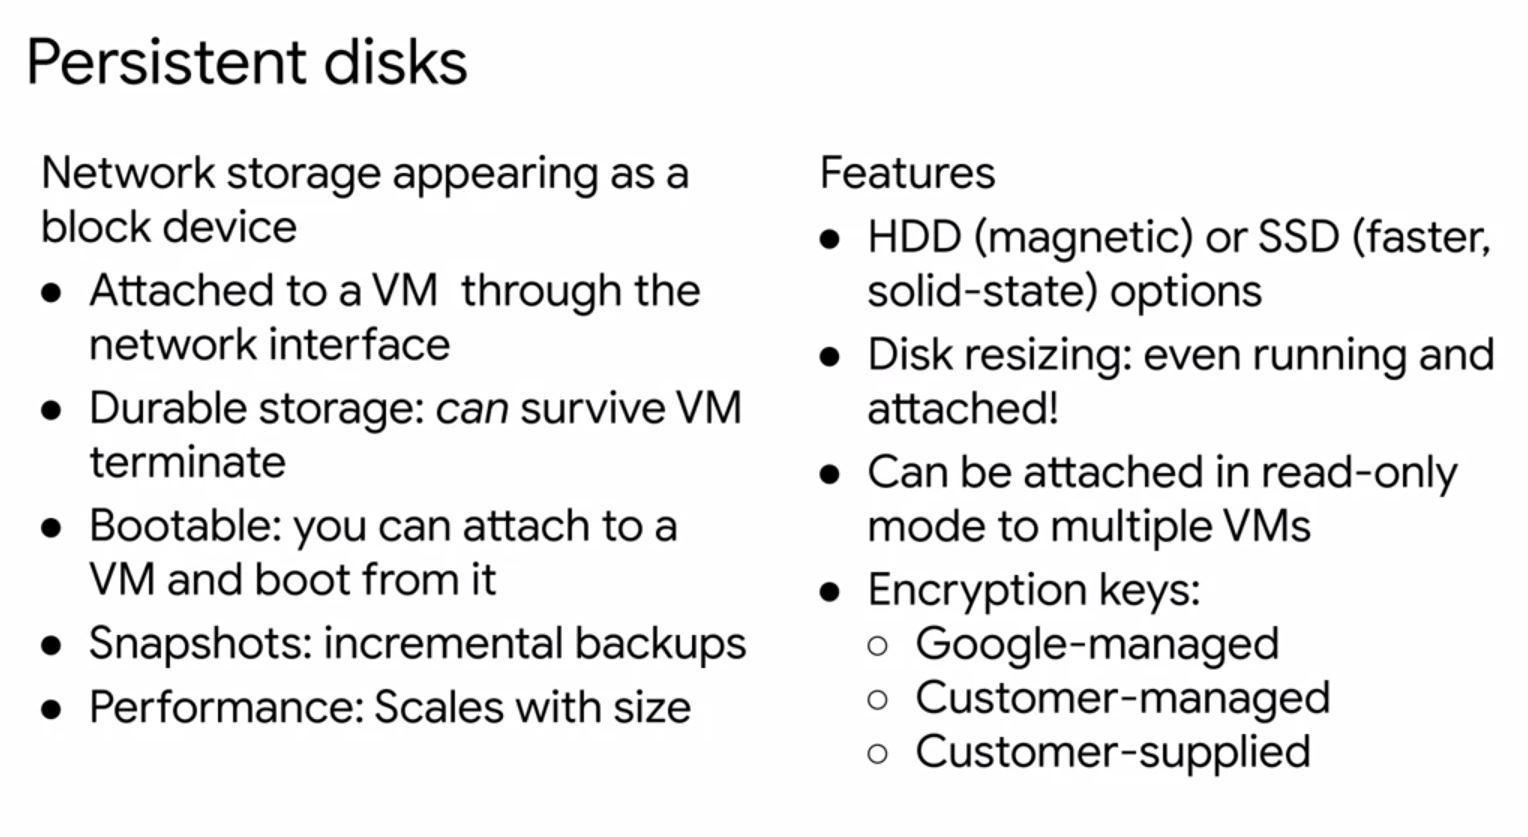 Persistent disks
Network storage appearing as a
block device
● Attached to a VM through the
network interface
● Durable storage: can survive VM
terminate
● Bootable: you can attach to a
VM and boot from it
● Snapshots: incremental backups
● Performance: Scales with size
Features
● HDD (magnetic) or SSD (faster,
solid-state) options
● Disk resizing: even running and
attached!
● Can be attached in read-only
mode to multiple VMs
● Encryption keys:
○ Google-managed
○ Customer-managed
○ Customer-supplied